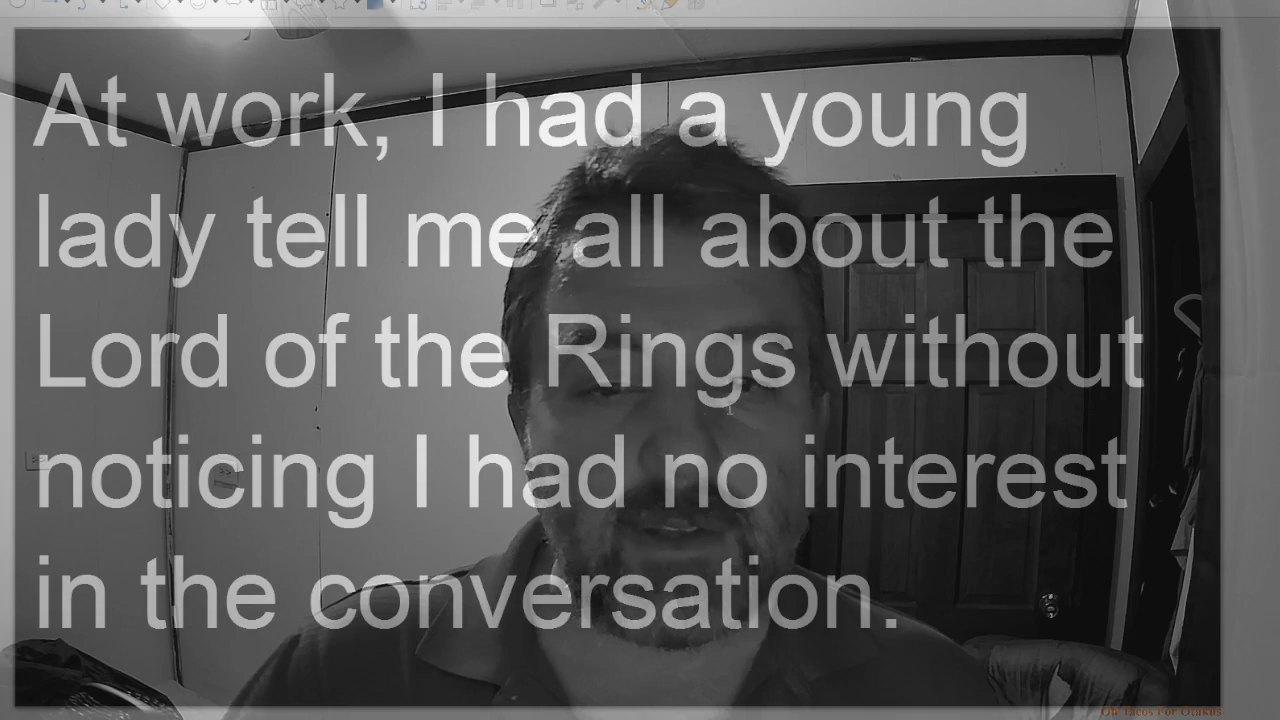 At work, I had a young
lady tell me all about the
Lord of the Rings without
noticing I had no interest
in the conversation.